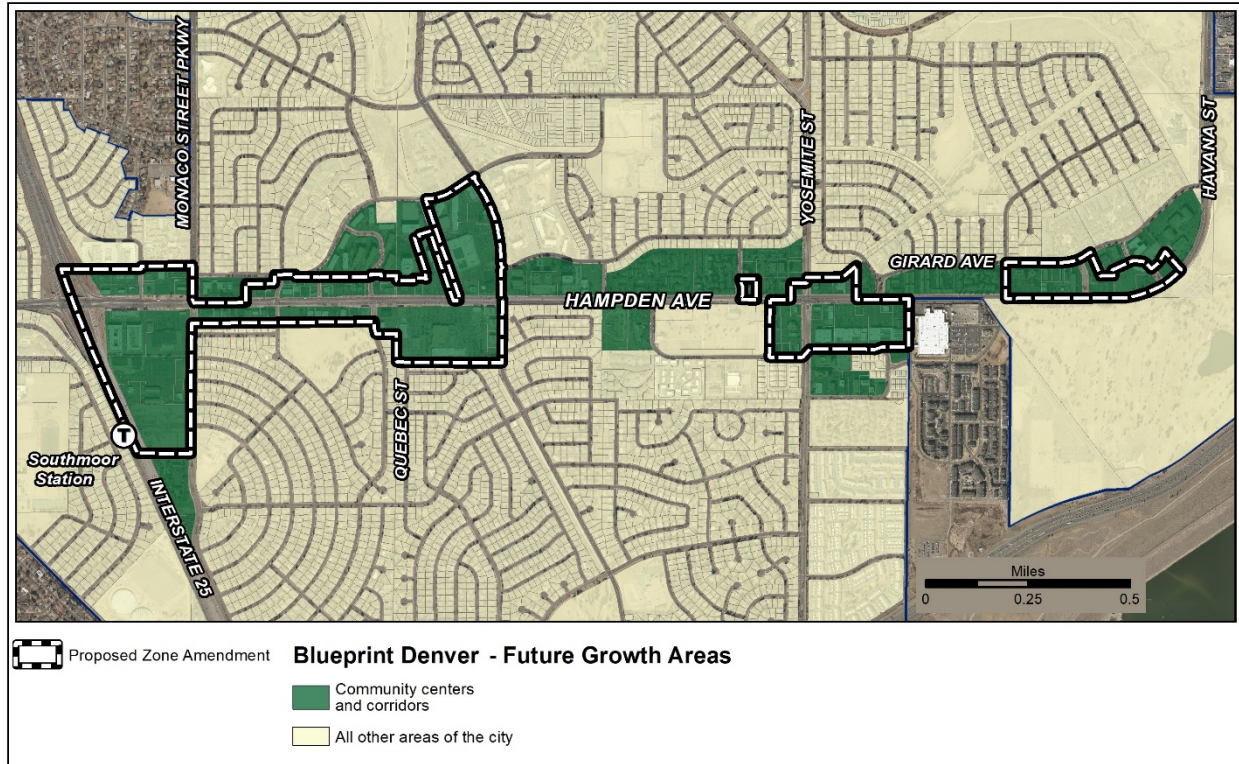 MONACO STREET PKWY
YOSEMITE ST
HAVANA ST
GIRARD AVE
HAMPDEN AVE
QUEBEC ST
T
Southmoor
Station
INTERSTATE 25
Miles
0 0.25 0.5
Proposed Zone Amendment
Blueprint Denver - Future Growth Areas
Community centers
and corridors
All other areas of the city